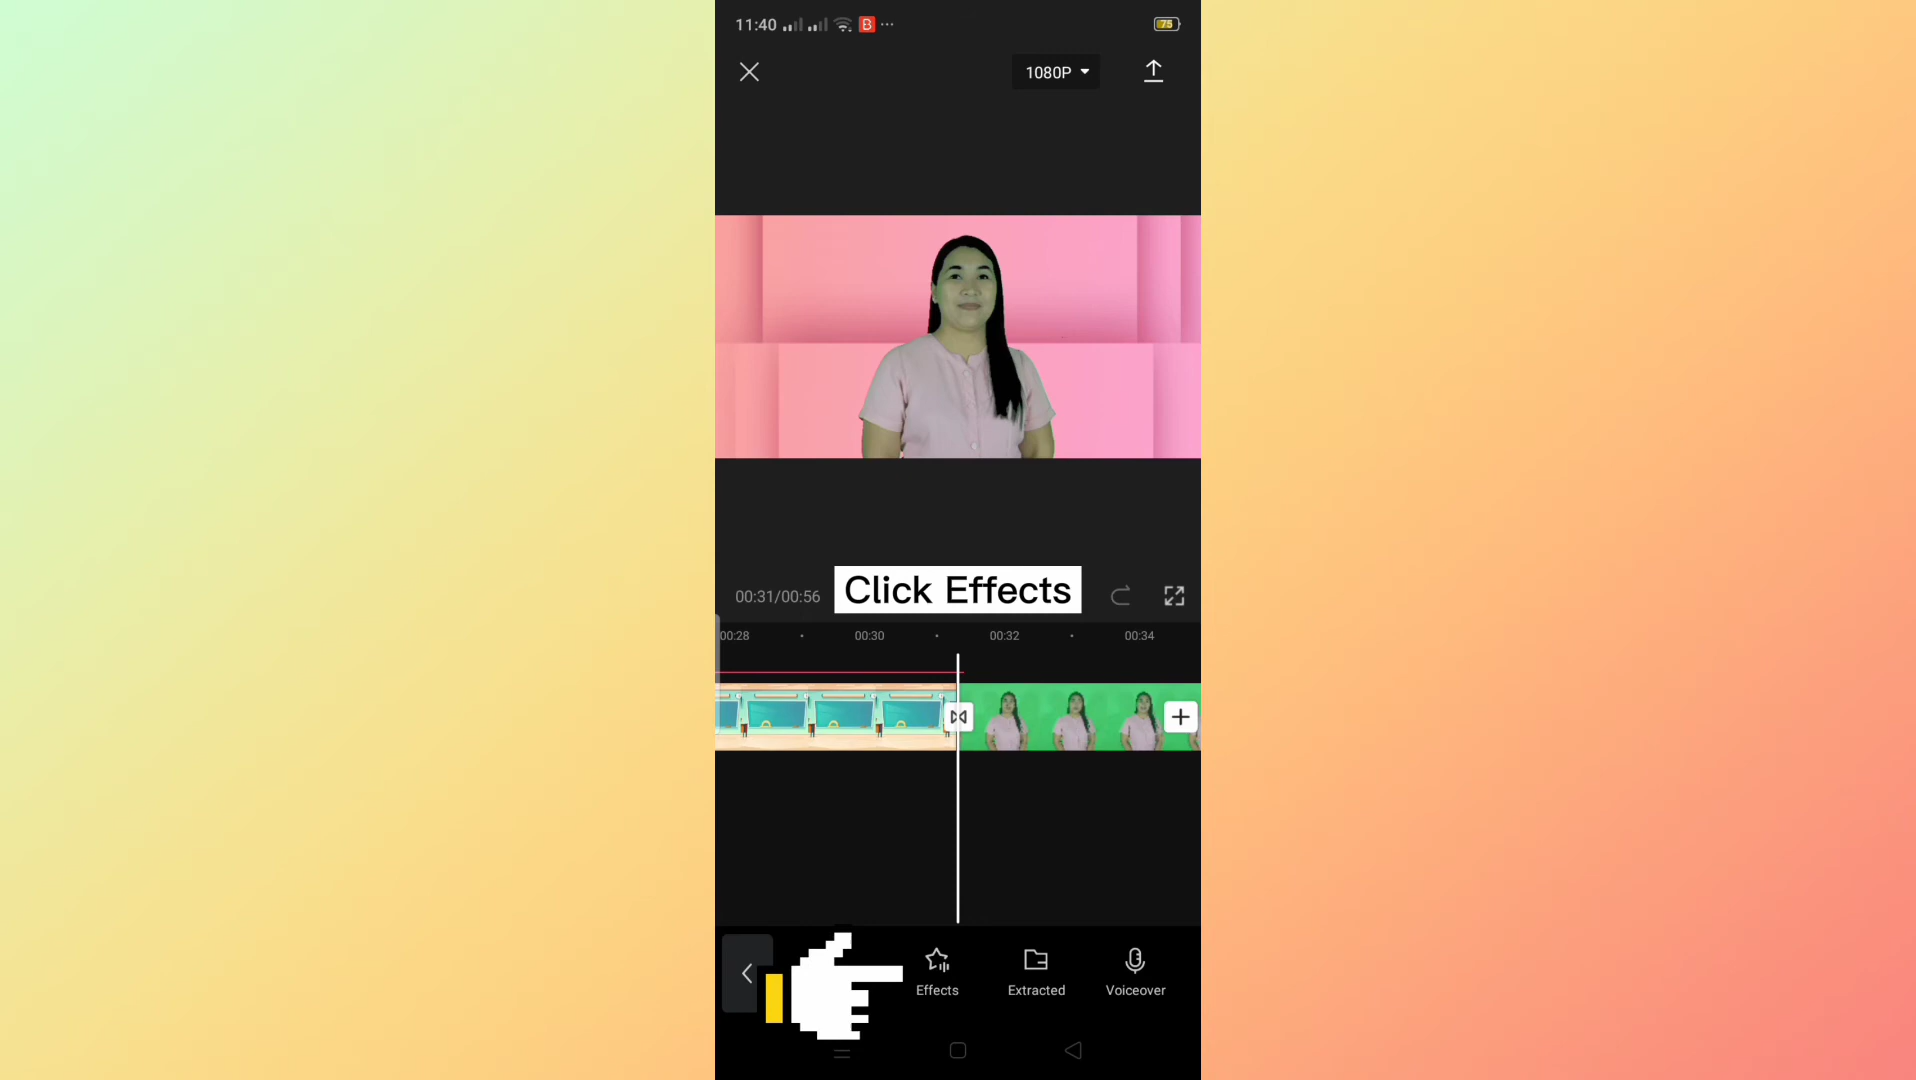 11:40
B
75
1080P
00:31/00:56
Click Effects
00:28
00:30
00:32
00:34
Effects
Extracted
Voiceover